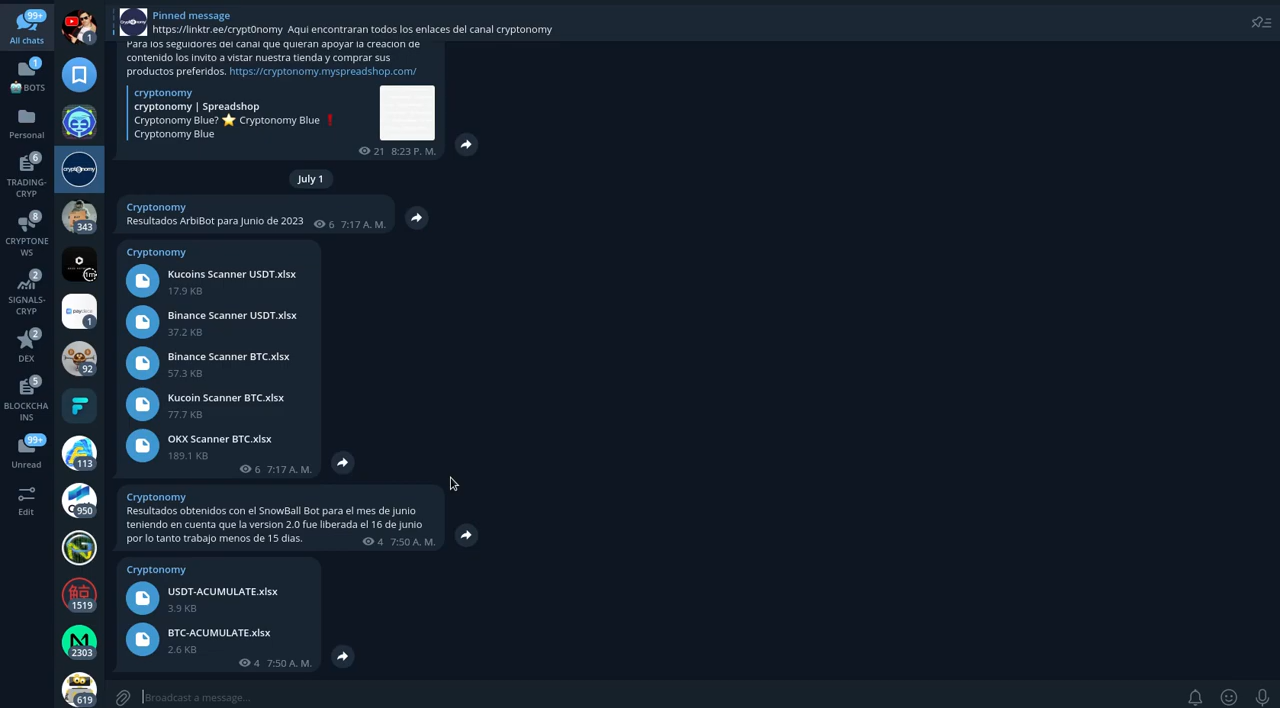 99+
All chats
1
BOTS
Personal
6
TRADING-
CRYP
8
CRYPTONE
WS
2
SIGNALS-
CRYP
2
DEX
5
BLOCKCHA
INS
99+
Unread
Edit
1
cryptonomy
343
1m
1
92
113
950
1519
2303
619
Pinned message
https://linktr.ee/crypt0nomy Aqui encontraran todos los enlaces del canal cryptonomy
Para los seguidores del canal que quieran apoyar la creacion de
contenido los invito a vistar nuestra tienda y comprar sus
productos preferidos. https://cryptonomy.myspreadshop.com/
cryptonomy
cryptonomy | Spreadshop
Cryptonomy Blue? ⭐ Cryptonomy Blue ❗
Cryptonomy Blue
21 8:23 P. M.
July 1
Cryptonomy
Resultados ArbiBot para Junio de 2023
6 7:17 A. M.
Cryptonomy
Kucoins Scanner USDT.xlsx
17.9 KB
Binance Scanner USDT.xlsx
37.2 KB
Binance Scanner BTC.xlsx
57.3 KB
Kucoin Scanner BTC.xlsx
77.7 KB
OKX Scanner BTC.xlsx
189.1 KB
6 7:17 A. M.
Cryptonomy
Resultados obtenidos con el SnowBall Bot para el mes de junio
teniendo en cuenta que la version 2.0 fue liberada el 16 de junio
por lo tanto trabajo menos de 15 dias.
4 7:50 A. M.
Cryptonomy
USDT-ACUMULATE.xlsx
3.9 KB
BTC-ACUMULATE.xlsx
2.6 KB
4 7:50 A. M.
Broadcast a message...